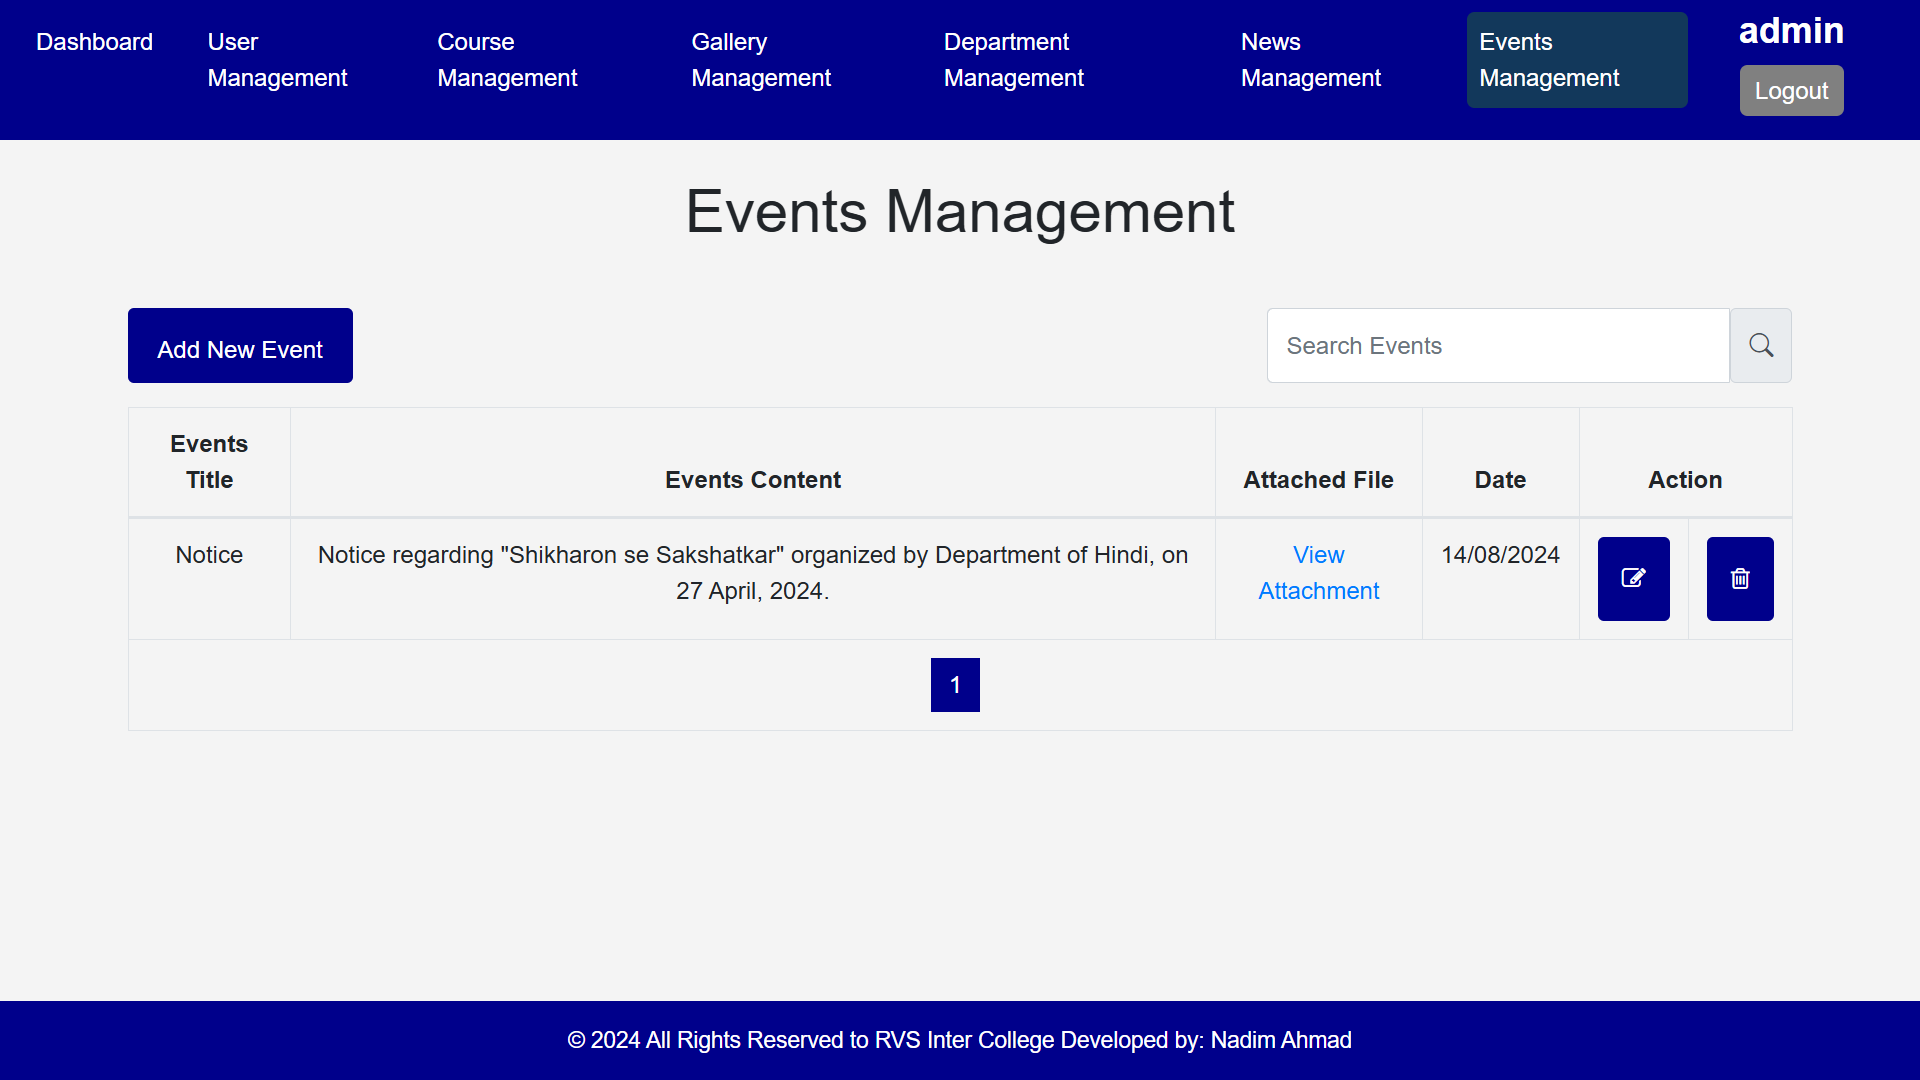 Dashboard
User
Management
Course
Management
Gallery
Management
Department
Management
News
Management
Events
Management
admin
Logout
Events Management
Add New Event
Search Events
Events
Title
Events Content
Attached File
Date
Action
Notice
Notice regarding "Shikharon se Sakshatkar" organized by Department of Hindi, on
27 April, 2024.
View
Attachment
14/08/2024
1
© 2024 All Rights Reserved to RVS Inter College Developed by: Nadim Ahmad